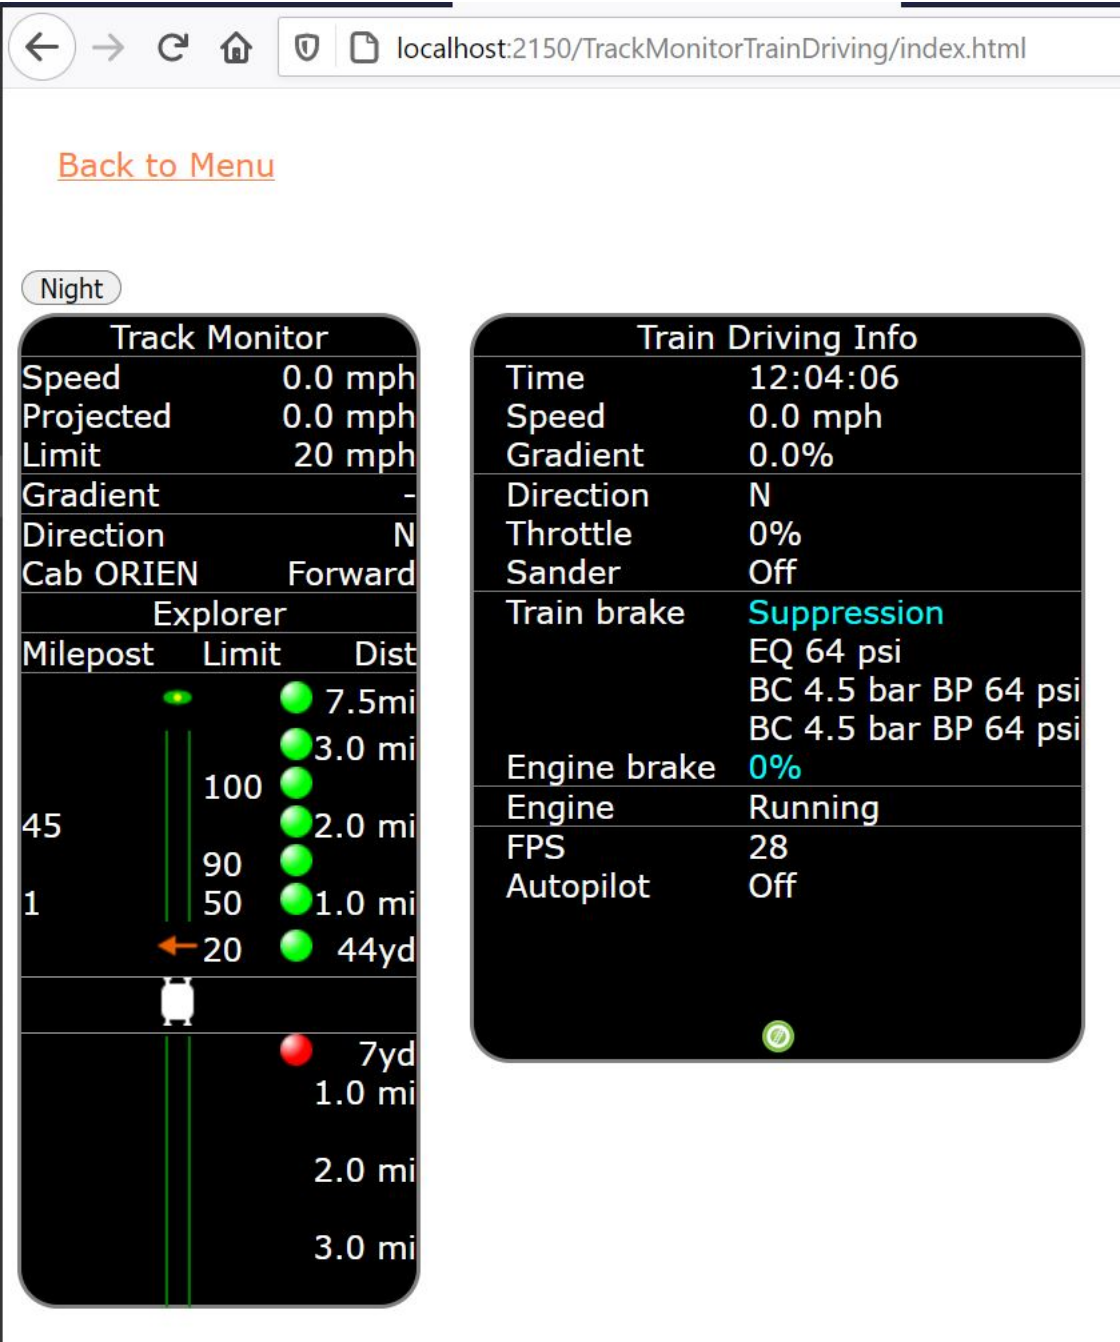 localhost:2150/TrackMonitorTrainDriving/index.html
Back to Menu
Night
Track Monitor
Speed 0.0 mph
Projected 0.0 mph
Limit 20 mph
Gradient -
Direction N
Cab ORIEN Forward
Explorer
Milepost Limit Dist
7.5mi
3.0 mi
100
45 2.0 mi
90
1 50 1.0 mi
20 44yd
7yd
1.0 mi
2.0 mi
3.0 mi
Train Driving Info
Time 12:04:06
Speed 0.0 mph
Gradient 0.0%
Direction N
Throttle 0%
Sander Off
Train brake Suppression
EQ 64 psi
BC 4.5 bar BP 64 psi
BC 4.5 bar BP 64 psi
Engine brake 0%
Engine Running
FPS 28
Autopilot Off